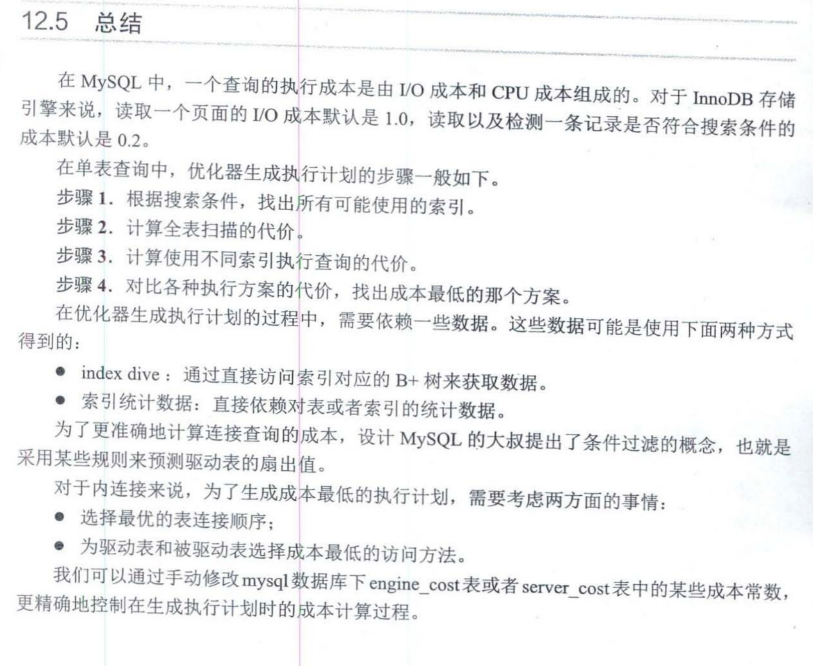 12.5 总结
在 MySQL 中，一个查询的执行成本是由 I/O 成本和 CPU 成本组成的。对于 InnoDB 存储
引擎来说，读取一个页面的 I/O 成本默认是 1.0，读取以及检测一条记录是否符合搜索条件的
成本默认是 0.2。
在单表查询中，优化器生成执行计划的步骤一般如下。
步骤 1．根据搜索条件，找出所有可能使用的索引。
步骤 2．计算全表扫描的代价。
步骤 3．计算使用不同索引执行查询的代价。
步骤 4．对比各种执行方案的代价，找出成本最低的那个方案。
在优化器生成执行计划的过程中，需要依赖一些数据。这些数据可能是使用下面两种方式
得到的：
● index dive：通过直接访问索引对应的 B+ 树来获取数据。
● 索引统计数据：直接依赖对表或者索引的统计数据。
为了更准确地计算连接查询的成本，设计 MySQL 的大叔提出了条件过滤的概念，也就是
采用某些规则来预测驱动表的扇出值。
对于内连接来说，为了生成成本最低的执行计划，需要考虑两方面的事情：
● 选择最优的表连接顺序；
● 为驱动表和被驱动表选择成本最低的访问方法。
我们可以通过手动修改 mysql 数据库下 engine_cost 表或者 server_cost 表中的某些成本常数，
更精确地控制在生成执行计划时的成本计算过程。